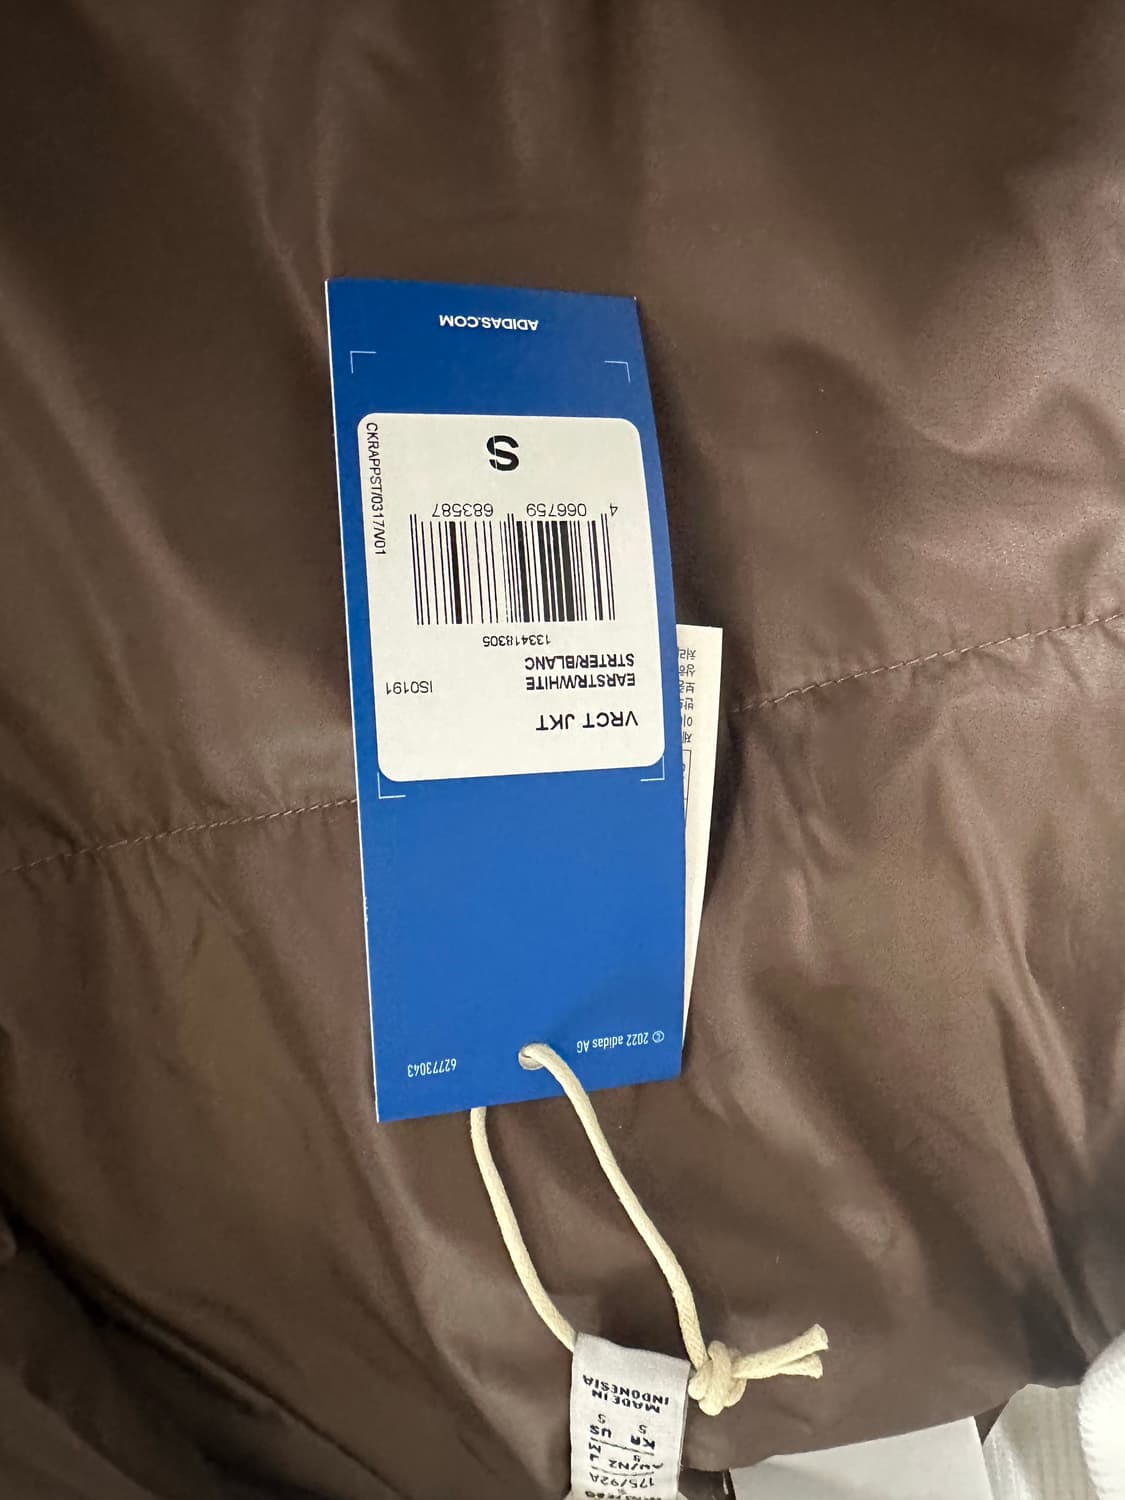 © 2022 adidas AG
62773043
VRCT JKT
EARSTR/WHITE
STRTER/BLANC
IS0191
133418305
4 066759 683587
S
CKRAPPST/0317/V01
ADIDAS.COM
175/92A
AU/NZ J
S M
KR US
S S
MADE IN
INDONESIA